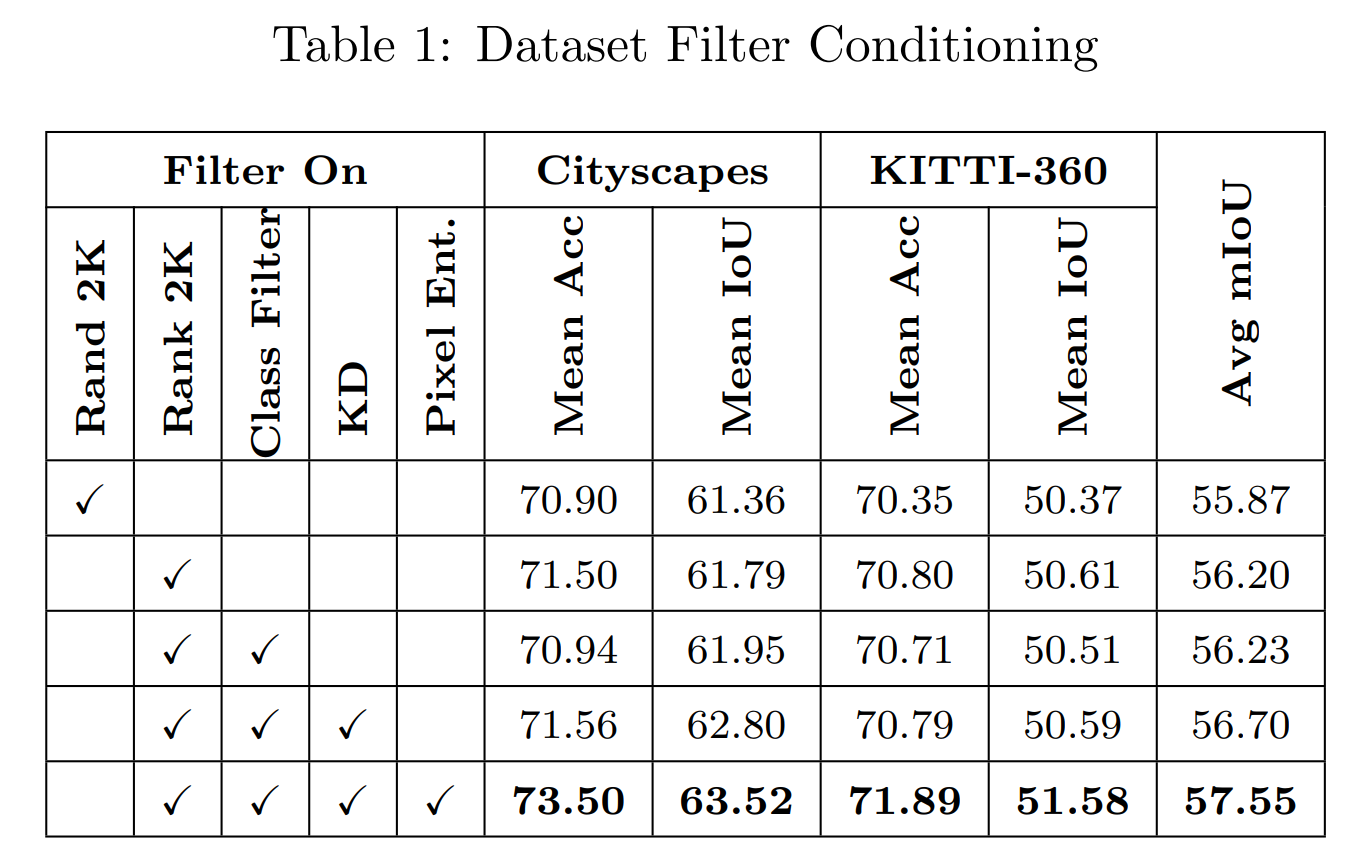 Table 1: Dataset Filter Conditioning
Filter On Cityscapes KITTI-360 Avg mIoU
Rand 2K Rank 2K Class Filter KD Pixel Ent. Mean Acc Mean IoU Mean Acc Mean IoU
✓ 70.90 61.36 70.35 50.37 55.87
✓ 71.50 61.79 70.80 50.61 56.20
✓ ✓ 70.94 61.95 70.71 50.51 56.23
✓ ✓ ✓ 71.56 62.80 70.79 50.59 56.70
✓ ✓ ✓ ✓ 73.50 63.52 71.89 51.58 57.55